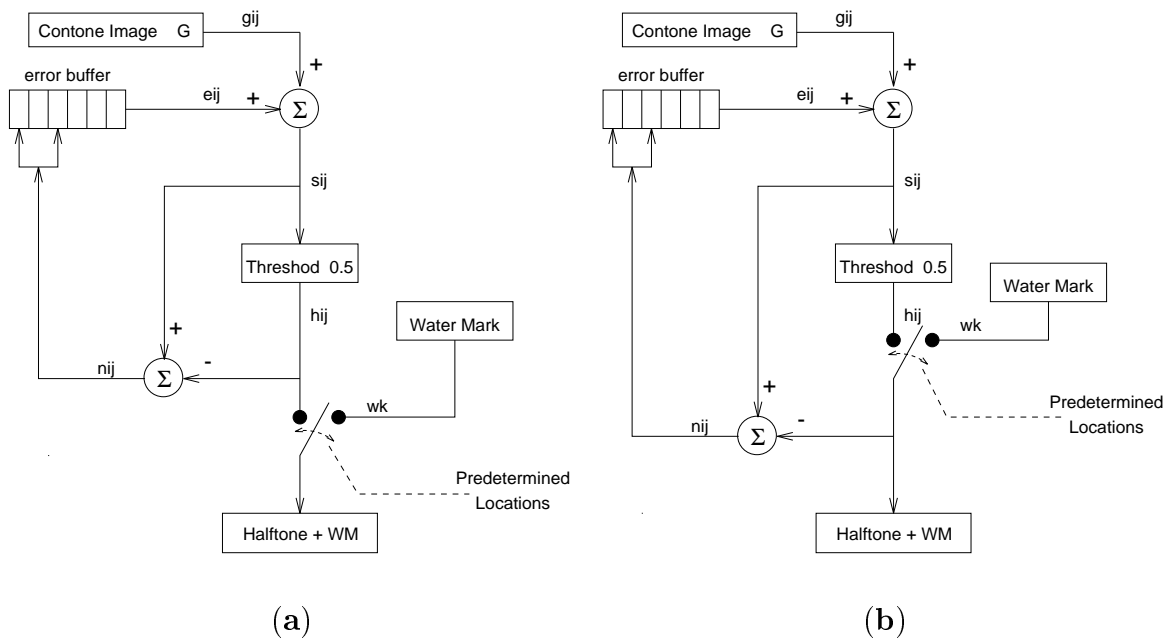 gij
Contone Image G
+
error buffer
eij
+
Σ
sij
Threshod 0.5
hij
Water Mark
+
-
nij
Σ
wk
Predetermined
Locations
Halftone + WM
(a)
gij
Contone Image G
+
error buffer
eij
+
Σ
sij
Threshod 0.5
Water Mark
hij
wk
+
Predetermined
Locations
-
nij
Σ
Halftone + WM
(b)